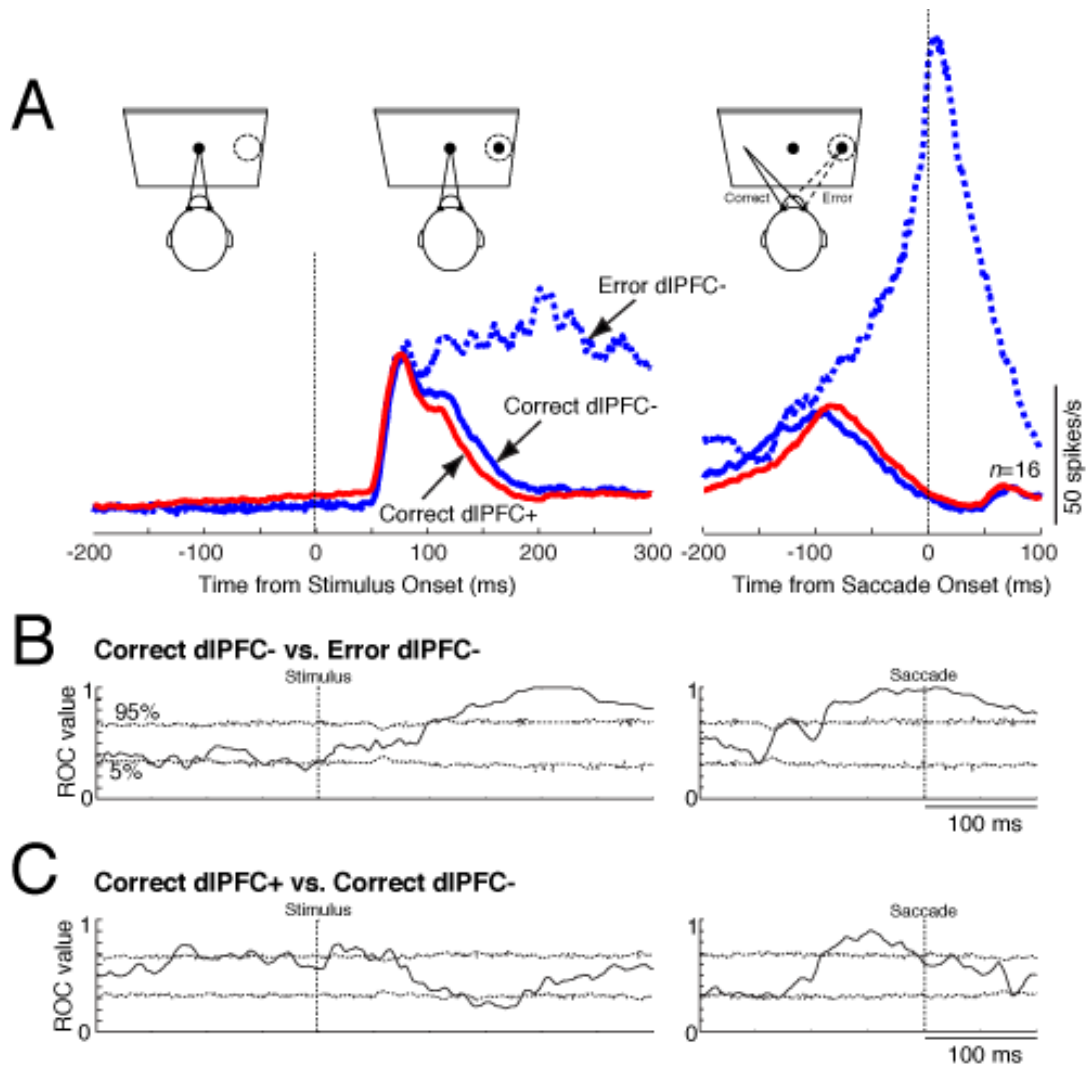 A
Correct
Error
Error dlPFC-
Correct dlPFC-
Correct dlPFC+
n=16
50 spikes/s
-200 -100 0 100 200 300
Time from Stimulus Onset (ms)
-200 -100 0 100
Time from Saccade Onset (ms)
B
Correct dlPFC- vs. Error dlPFC-
Stimulus
Saccade
ROC value
1
95%
5%
0
1
0
100 ms
C
Correct dlPFC+ vs. Correct dlPFC-
Stimulus
Saccade
ROC value
1
0
1
0
100 ms